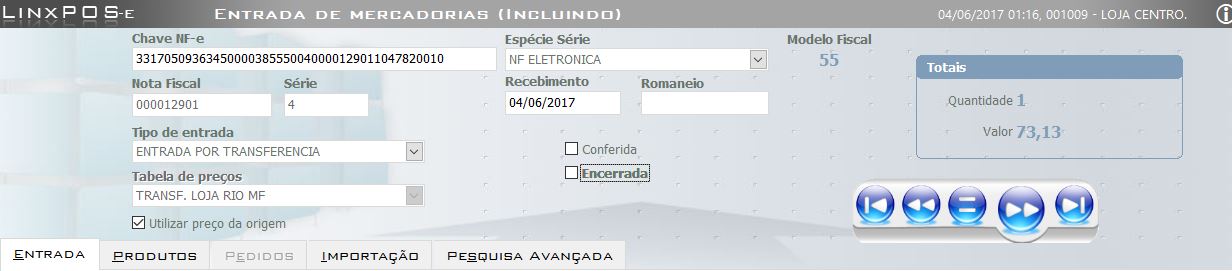 LINXPOS-E
ENTRADA DE MERCADORIAS (INCLUINDO)
04/06/2017 01:16, 001009 - LOJA CENTRO.
Chave NF-e
Espécie Série
Modelo Fiscal
33170509363450000385550040000129011047820010
NF ELETRONICA
55
Totais
Nota Fiscal
Série
Recebimento
Romaneio
Quantidade 1
000012901
4
04/06/2017
Valor 73,13
Tipo de entrada
ENTRADA POR TRANSFERENCIA
Conferida
Tabela de preços
Encerrada
TRANSF. LOJA RIO MF
Utilizar preço da origem
ENTRADA
PRODUTOS
PEDIDOS
IMPORTAÇÃO
PESQUISA AVANÇADA